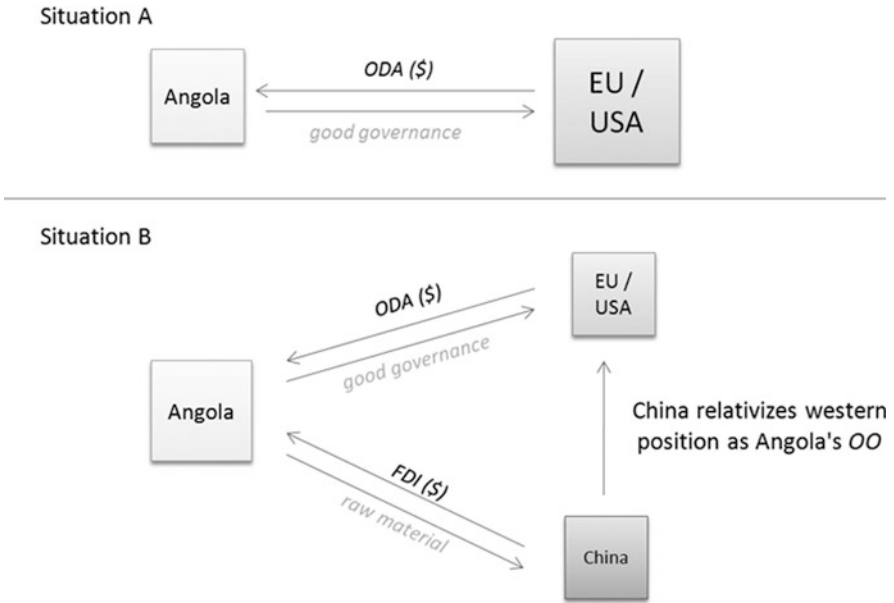 Situation A
Angola
ODA ($)
good governance
EU /
USA
Situation B
ODA ($)
good governance
EU /
USA
Angola
China relativizes western
position as Angola's OO
FDI ($)
raw material
China